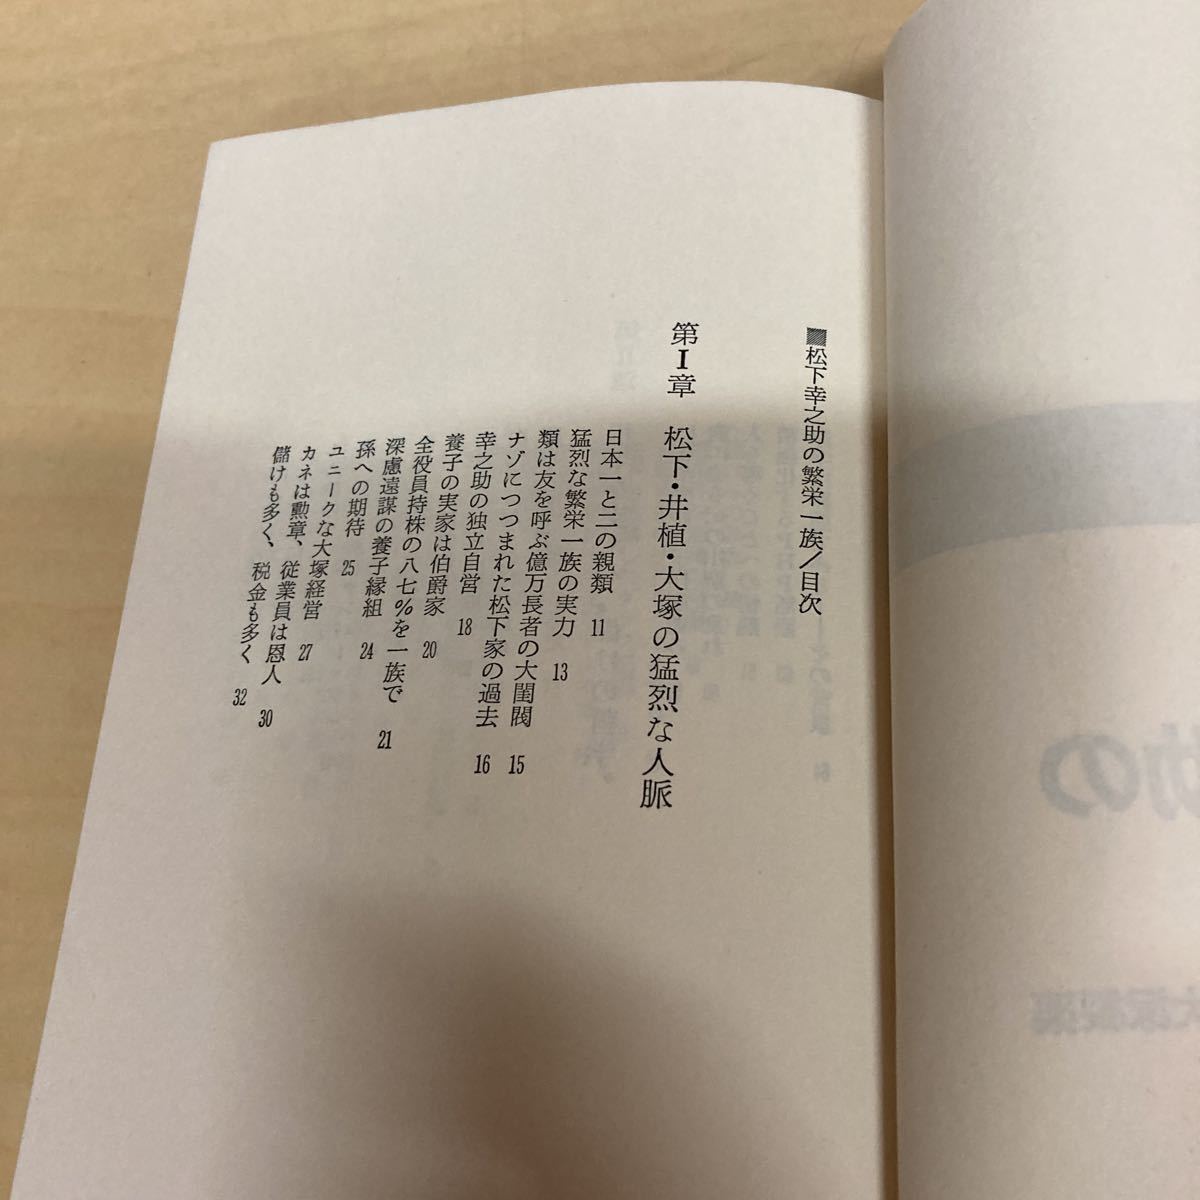 ■松下幸之助の繁栄一族/目次
第I章 松下・井植・大塚の猛烈な人脈
日本一と二の親類 11
猛烈な繁栄一族の実力 13
類は友を呼ぶ億万長者の大閨閥 15
ナゾにつつまれた松下家の過去 16
幸之助の独立自営 18
養子の実家は伯爵家 20
全役員持株の八七%を一族で 21
深慮遠謀の養子縁組 24
孫への期待 25
ユニークな大塚経営 27
カネは勲章、従業員は恩人 30
儲けも多く、税金も多く 32